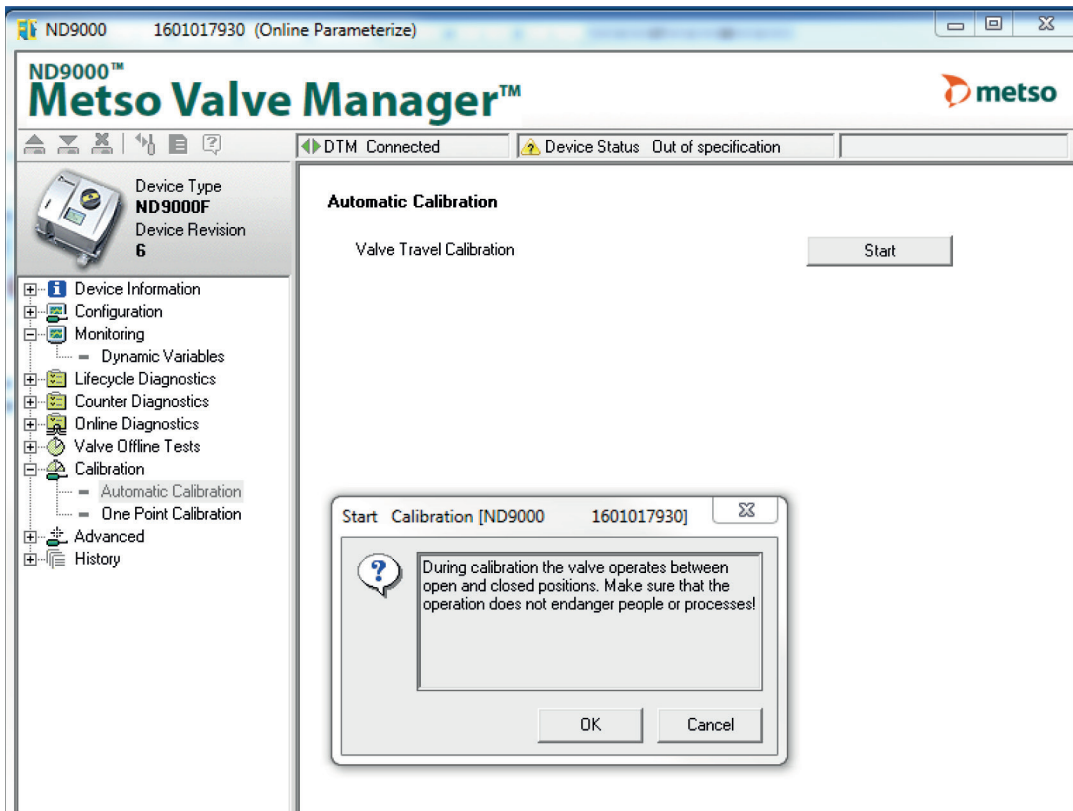 ND9000 1601017930 (Online Parameterize)
ND9000™
Metso Valve Manager™
metso
DTM Connected
Device Status Out of specification
Device Type
ND9000F
Device Revision
6
Device Information
Configuration
Monitoring
Dynamic Variables
Lifecycle Diagnostics
Counter Diagnostics
Online Diagnostics
Valve Offline Tests
Calibration
Automatic Calibration
One Point Calibration
Advanced
History
Automatic Calibration
Valve Travel Calibration Start
Start Calibration [ND9000 1601017930]
During calibration the valve operates between
open and closed positions. Make sure that the
operation does not endanger people or processes!
OK Cancel